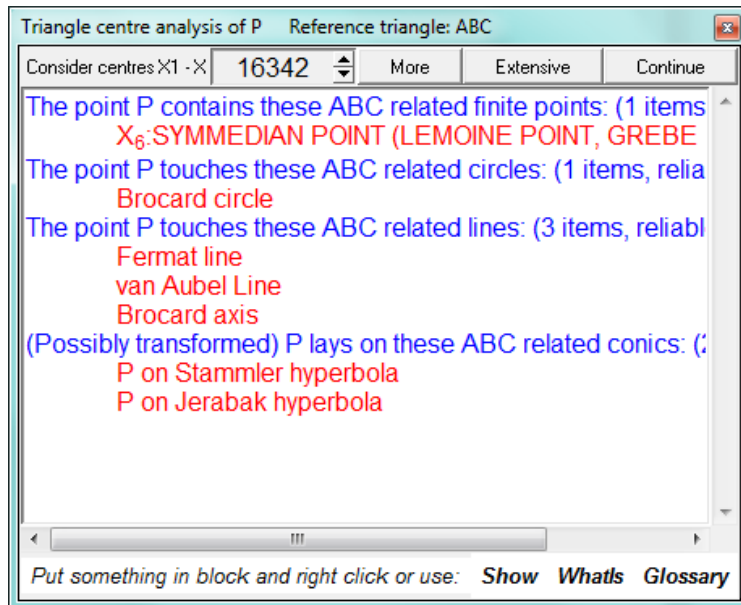 Triangle centre analysis of P Reference triangle: ABC
Consider centres X1 - X 16342 More Extensive Continue
The point P contains these ABC related finite points: (1 items
X₆:SYMMEDIAN POINT (LEMOINE POINT, GREBE
The point P touches these ABC related circles: (1 items, relia
Brocard circle
The point P touches these ABC related lines: (3 items, reliabl
Fermat line
van Aubel Line
Brocard axis
(Possibly transformed) P lays on these ABC related conics: (2
P on Stammler hyperbola
P on Jerabak hyperbola
Put something in block and right click or use: Show WhatIs Glossary